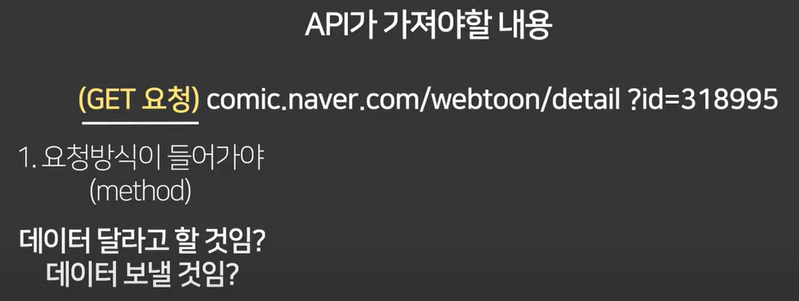 API가 가져야할 내용
(GET 요청) comic.naver.com/webtoon/detail ?id=318995
1. 요청방식이 들어가야
(method)
데이터 달라고 할 것임?
데이터 보낼 것임?